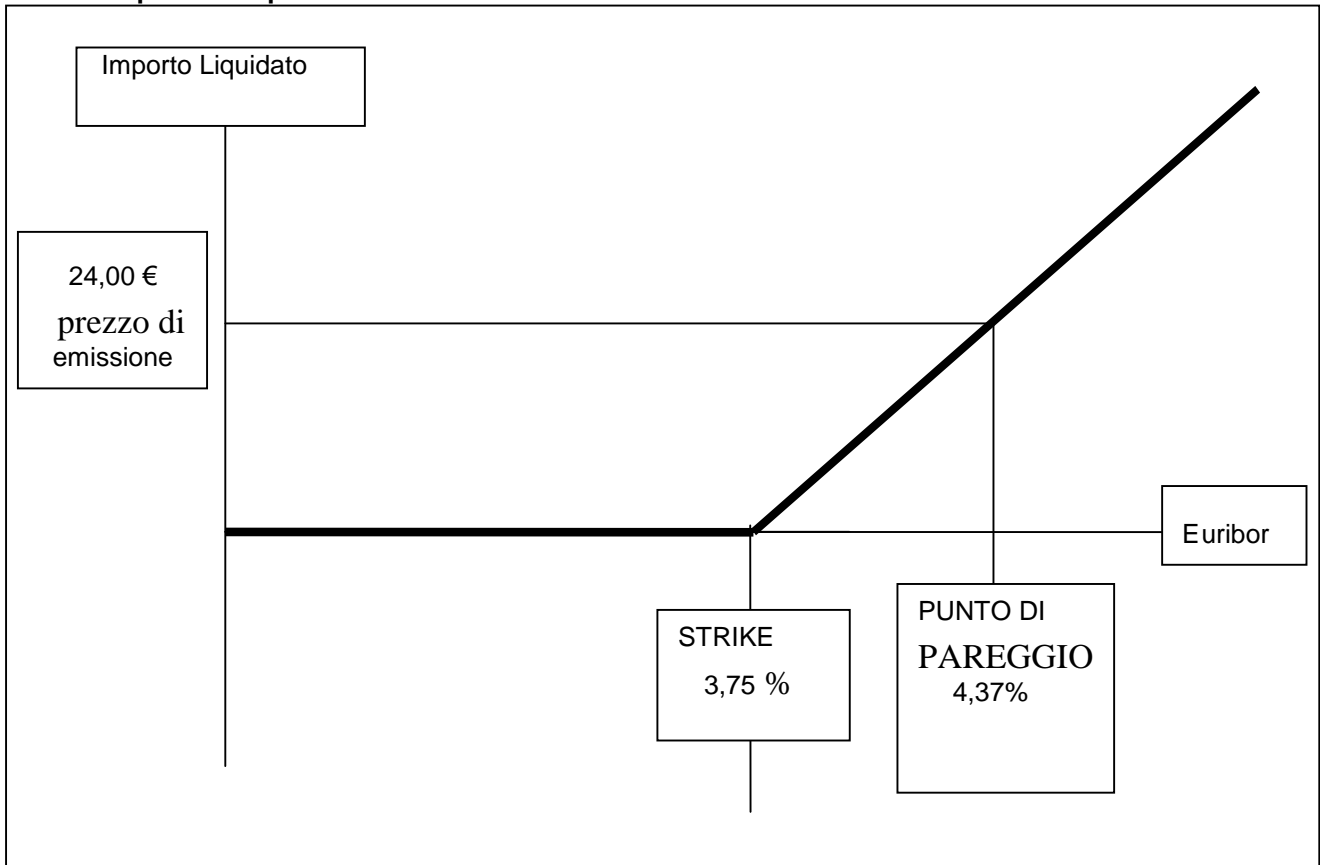 Importo Liquidato
24,00 €
prezzo di
emissione
Euribor
STRIKE
3,75 %
PUNTO DI
PAREGGIO
4,37%